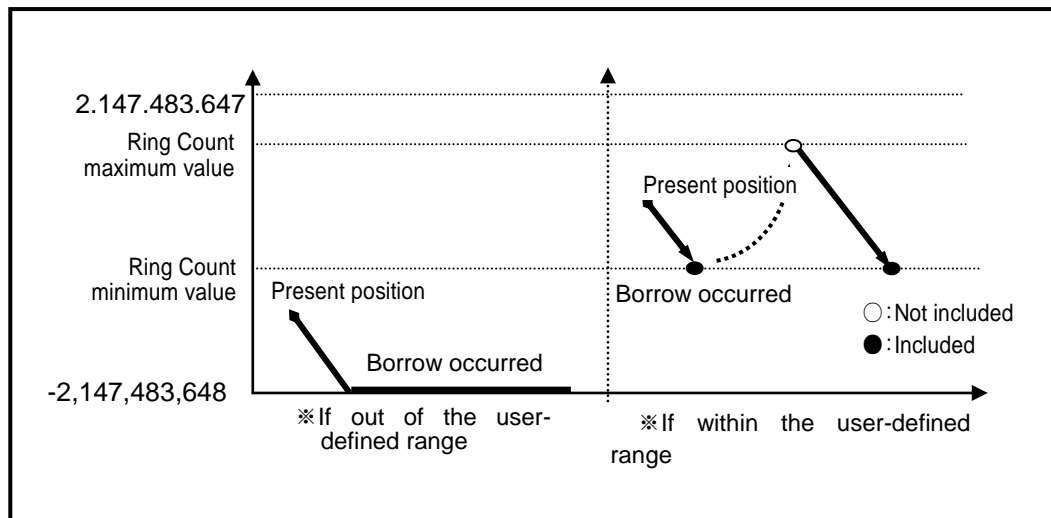 2.147.483.647
Ring Count
maximum value
Present position
Ring Count
minimum value
Present position
Borrow occurred
○:Not included
●:Included
Borrow occurred
-2,147,483,648
※If out of the user-
defined range
※If within the user-defined
range